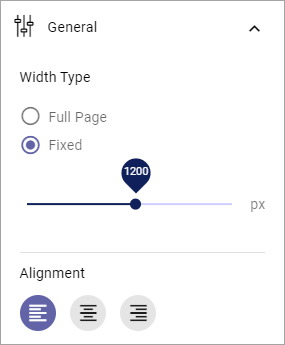 General
Width Type
Full Page
Fixed
1200
px
Alignment